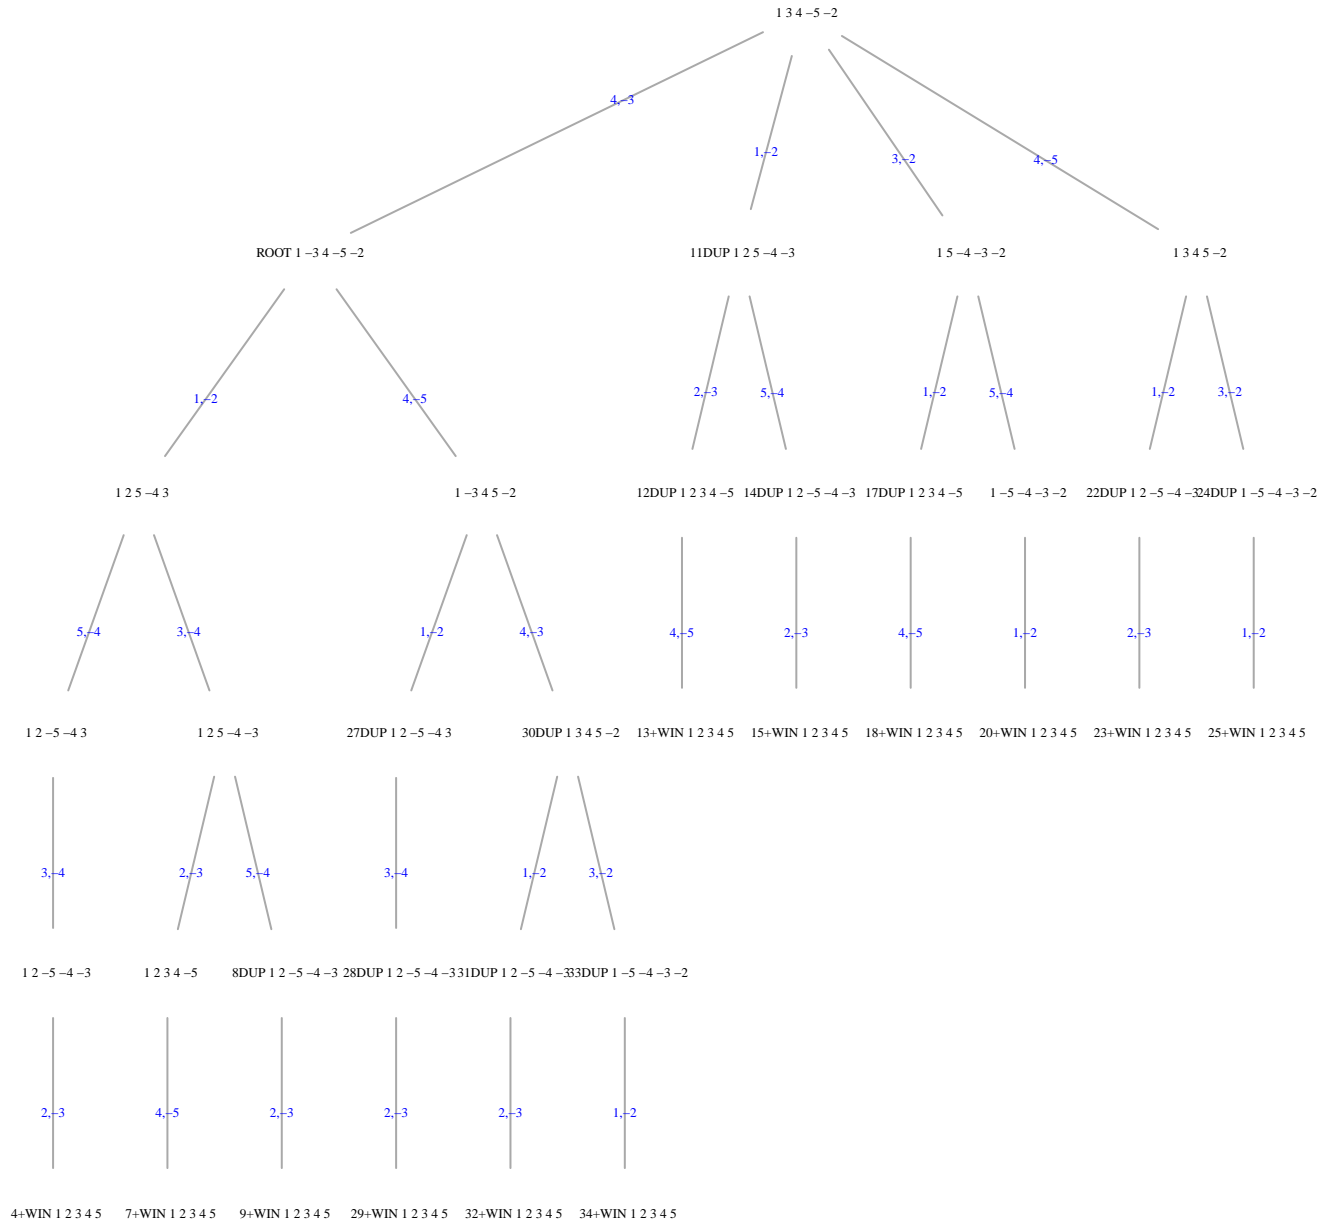 1 3 4 −5 −2
4,−3
1,−2
3,−2
4,−5
ROOT 1 −3 4 −5 −2
11DUP 1 2 5 −4 −3
1 5 −4 −3 −2
1 3 4 5 −2
1,−2
4,−5
2,−3
5,−4
1,−2
5,−4
1,−2
3,−2
1 2 5 −4 3
1 −3 4 5 −2
12DUP 1 2 3 4 −5
14DUP 1 2 −5 −4 −3
17DUP 1 2 3 4 −5
1 −5 −4 −3 −2
22DUP 1 2 −5 −4 −3
24DUP 1 −5 −4 −3 −2
5,−4
3,−4
1,−2
4,−3
4,−5
2,−3
4,−5
1,−2
2,−3
1,−2
1 2 −5 −4 3
1 2 5 −4 −3
27DUP 1 2 −5 −4 3
30DUP 1 3 4 5 −2
13+WIN 1 2 3 4 5
15+WIN 1 2 3 4 5
18+WIN 1 2 3 4 5
20+WIN 1 2 3 4 5
23+WIN 1 2 3 4 5
25+WIN 1 2 3 4 5
3,−4
2,−3
5,−4
3,−4
1,−2
3,−2
1 2 −5 −4 −3
1 2 3 4 −5
8DUP 1 2 −5 −4 −3
28DUP 1 2 −5 −4 −3
31DUP 1 2 −5 −4 −3
33DUP 1 −5 −4 −3 −2
2,−3
4,−5
2,−3
2,−3
2,−3
1,−2
4+WIN 1 2 3 4 5
7+WIN 1 2 3 4 5
9+WIN 1 2 3 4 5
29+WIN 1 2 3 4 5
32+WIN 1 2 3 4 5
34+WIN 1 2 3 4 5